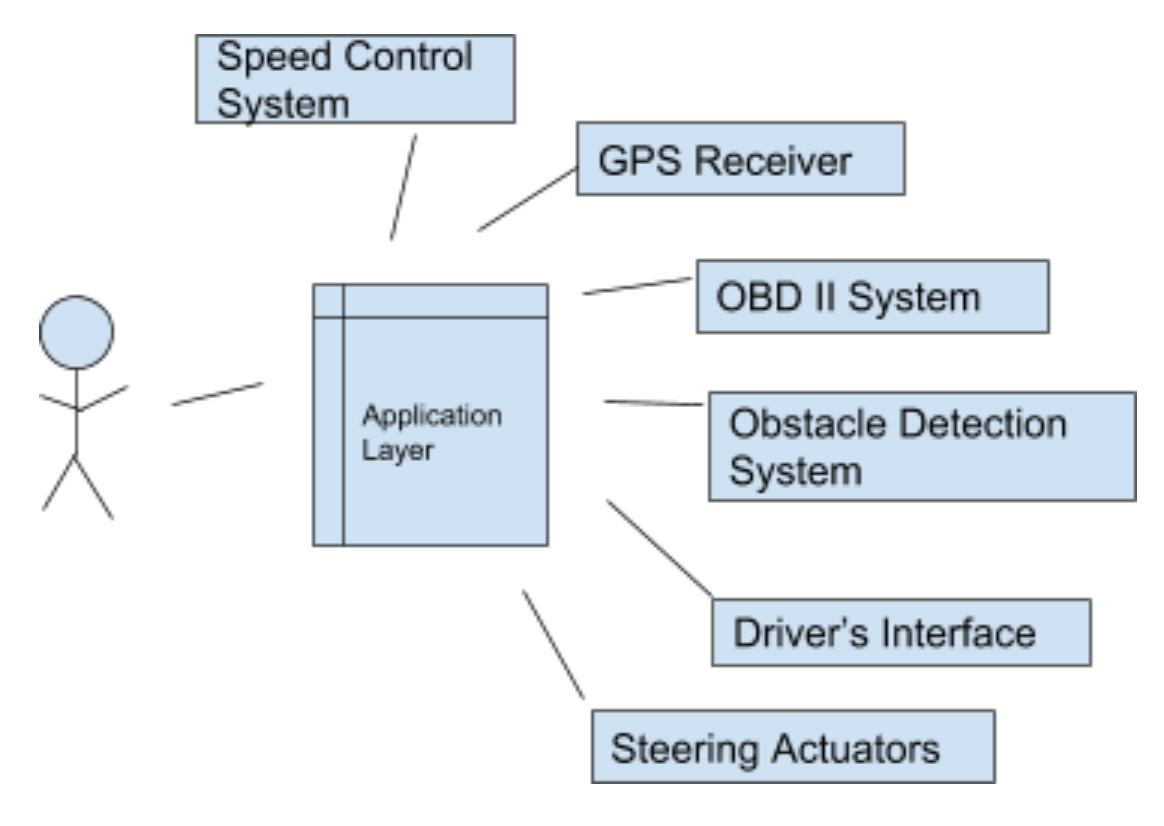 Speed Control
System
GPS Receiver
OBD II System
Application
Layer
Obstacle Detection
System
Driver’s Interface
Steering Actuators